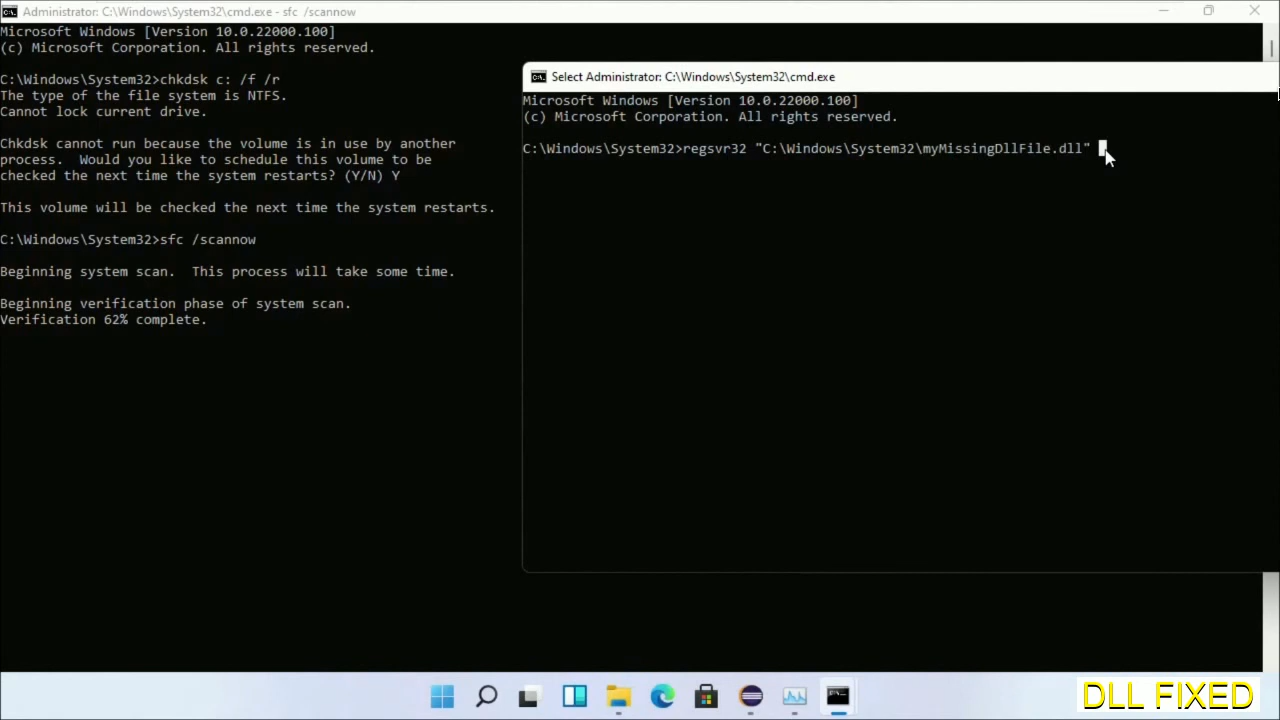 Administrator: C:\Windows\System32\cmd.exe - sfc /scannow
Microsoft Windows [Version 10.0.22000.100]
(c) Microsoft Corporation. All rights reserved.
C:\Windows\System32>chkdsk c: /f /r
The type of the file system is NTFS.
Cannot lock current drive.
Chkdsk cannot run because the volume is in use by another
process.  Would you like to schedule this volume to be
checked the next time the system restarts? (Y/N) Y
This volume will be checked the next time the system restarts.
C:\Windows\System32>sfc /scannow
Beginning system scan.  This process will take some time.
Beginning verification phase of system scan.
Verification 62% complete.
Select Administrator: C:\Windows\System32\cmd.exe
Microsoft Windows [Version 10.0.22000.100]
(c) Microsoft Corporation. All rights reserved.
C:\Windows\System32>regsvr32 "C:\Windows\System32\myMissingDllFile.dll"
DLL FIXED